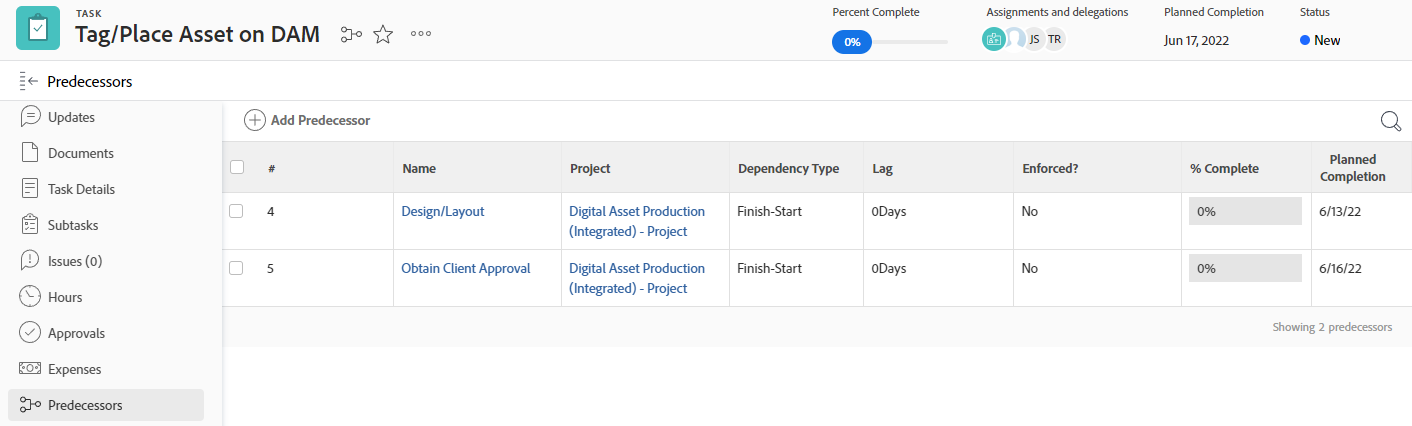 TASK
Tag/Place Asset on DAM
Percent Complete
0%
Assignments and delegations
JS TR
Planned Completion
Jun 17, 2022
Status
New
Predecessors
Updates
Documents
Task Details
Subtasks
Issues (0)
Hours
Approvals
Expenses
Predecessors
Add Predecessor
# Name Project Dependency Type Lag Enforced? % Complete Planned
Completion
4 Design/Layout Digital Asset Production Finish-Start 0Days No 0% 6/13/22
(Integrated) - Project
5 Obtain Client Approval Digital Asset Production Finish-Start 0Days No 0% 6/16/22
(Integrated) - Project
Showing 2 predecessors